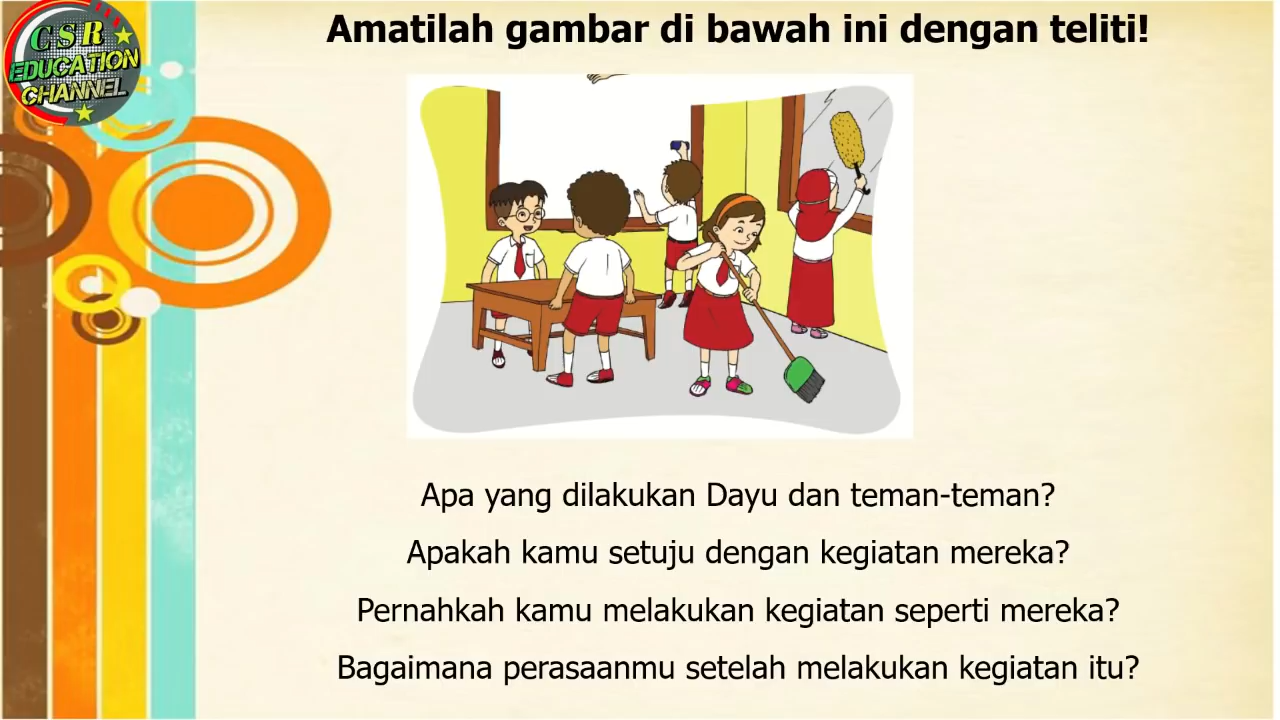 CSR
EDUCATION
CHANNEL
Amatilah gambar di bawah ini dengan teliti!
Apa yang dilakukan Dayu dan teman-teman?
Apakah kamu setuju dengan kegiatan mereka?
Pernahkah kamu melakukan kegiatan seperti mereka?
Bagaimana perasaanmu setelah melakukan kegiatan itu?